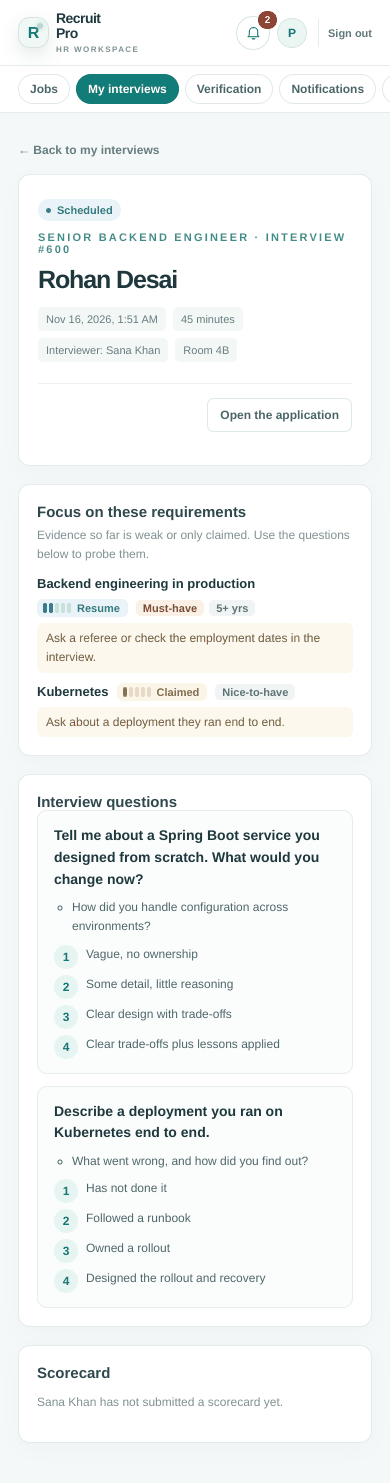 R
Recruit
Pro
HR WORKSPACE
2
P
Sign out
Jobs
My interviews
Verification
Notifications
← Back to my interviews
Scheduled
SENIOR BACKEND ENGINEER · INTERVIEW
#600
Rohan Desai
Nov 16, 2026, 1:51 AM
45 minutes
Interviewer: Sana Khan
Room 4B
Open the application
Focus on these requirements
Evidence so far is weak or only claimed. Use the questions
below to probe them.
Backend engineering in production
Resume
Must-have
5+ yrs
Ask a referee or check the employment dates in the
interview.
Kubernetes
Claimed
Nice-to-have
Ask about a deployment they ran end to end.
Interview questions
Tell me about a Spring Boot service you
designed from scratch. What would you
change now?
How did you handle configuration across
environments?
1 Vague, no ownership
2 Some detail, little reasoning
3 Clear design with trade-offs
4 Clear trade-offs plus lessons applied
Describe a deployment you ran on
Kubernetes end to end.
What went wrong, and how did you find out?
1 Has not done it
2 Followed a runbook
3 Owned a rollout
4 Designed the rollout and recovery
Scorecard
Sana Khan has not submitted a scorecard yet.